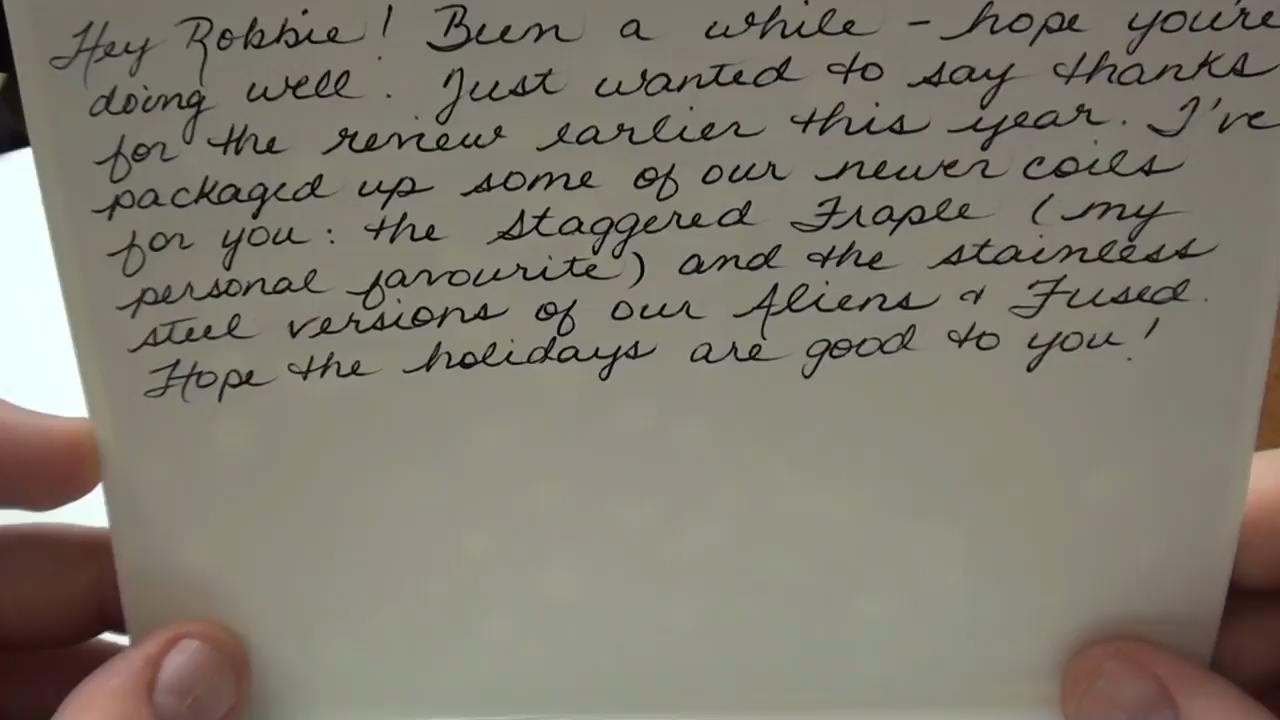 Hey Robbie! Been a while - hope you're
doing well. Just wanted to say thanks
for the review earlier this year. I've
packaged up some of our newer coils
for you: the Staggered Fraple (my
personal favourite) and the stainless
steel versions of our Aliens & Fused.
Hope the holidays are good to you!